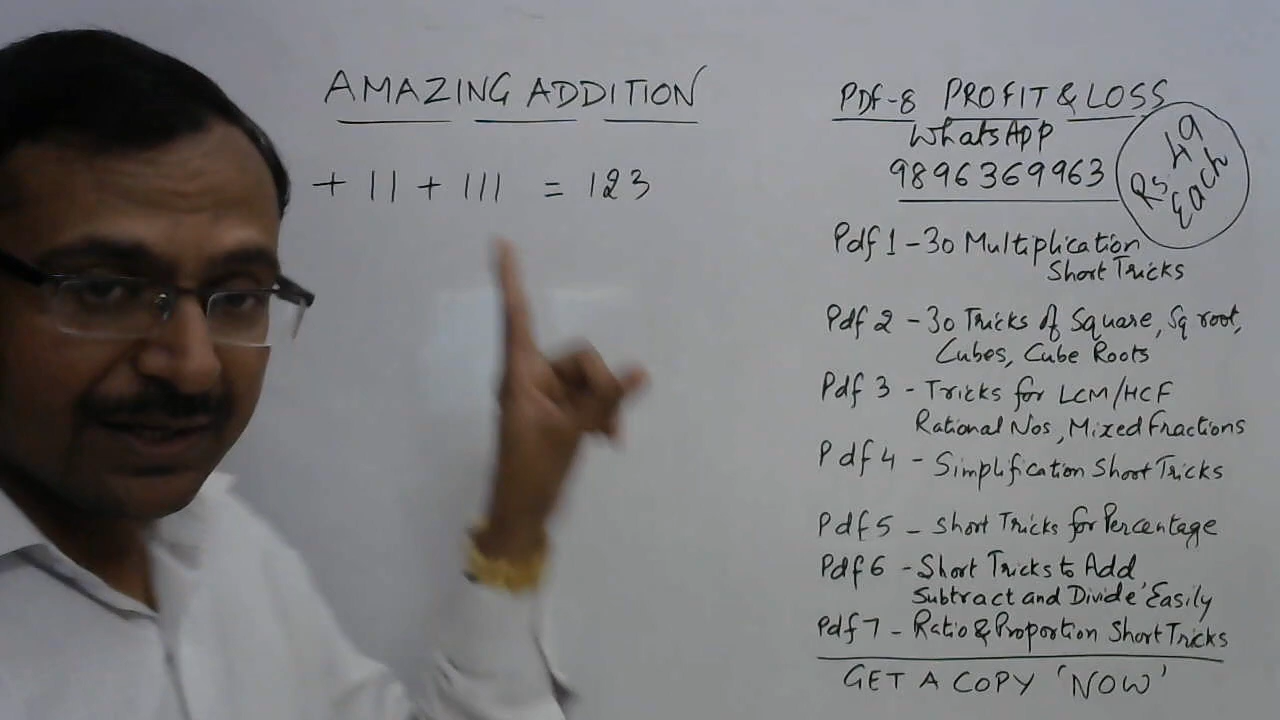 AMAZING ADDITION
+ 11 + 111 = 123
PDF-8 PROFIT & LOSS
WhatsAPP
9896369963
Rs 49
Each
Pdf 1 - 30 Multiplication
Short Tricks
Pdf 2 - 30 Tricks of Square, Sq root,
Cubes, Cube Roots
Pdf 3 - Tricks for LCM/HCF
Rational Nos, Mixed Fractions
Pdf 4 - Simplification Short Tricks
Pdf 5 - Short Tricks for Percentage
Pdf 6 - Short Tricks to Add,
Subtract and Divide Easily
Pdf 7 - Ratio & Proportion Short Tricks
GET A COPY 'NOW'